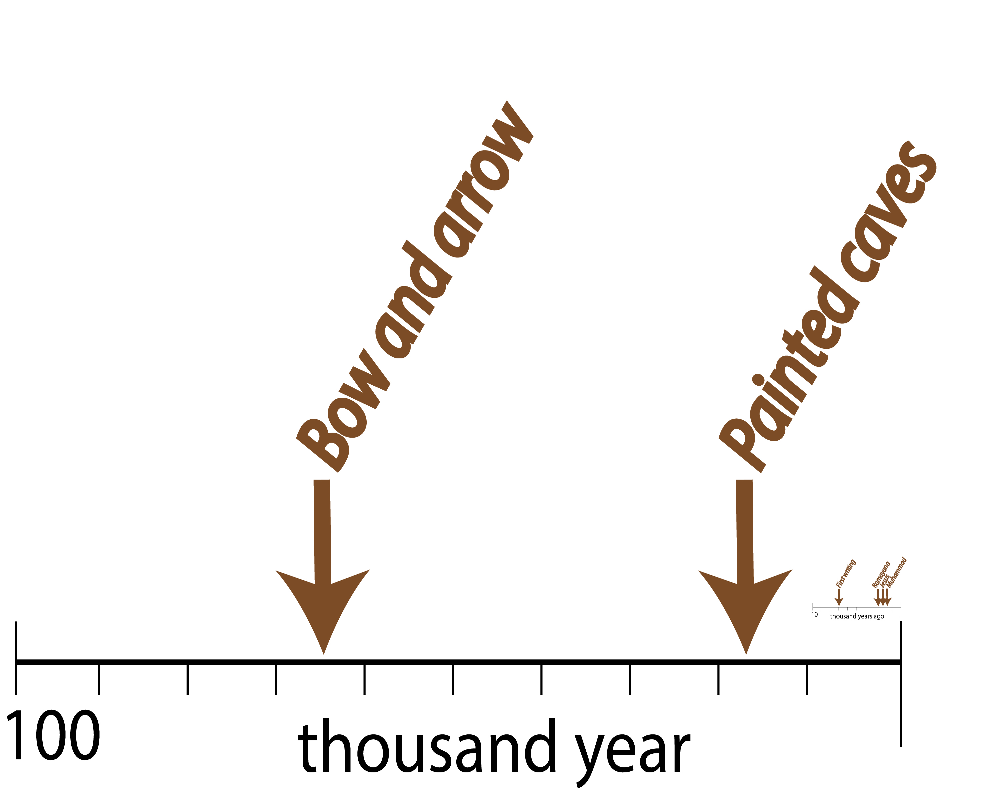 Bow and arrow
Painted caves
First writing
Ramayana
Jesus
Muhammad
10
thousand years ago
100
thousand year